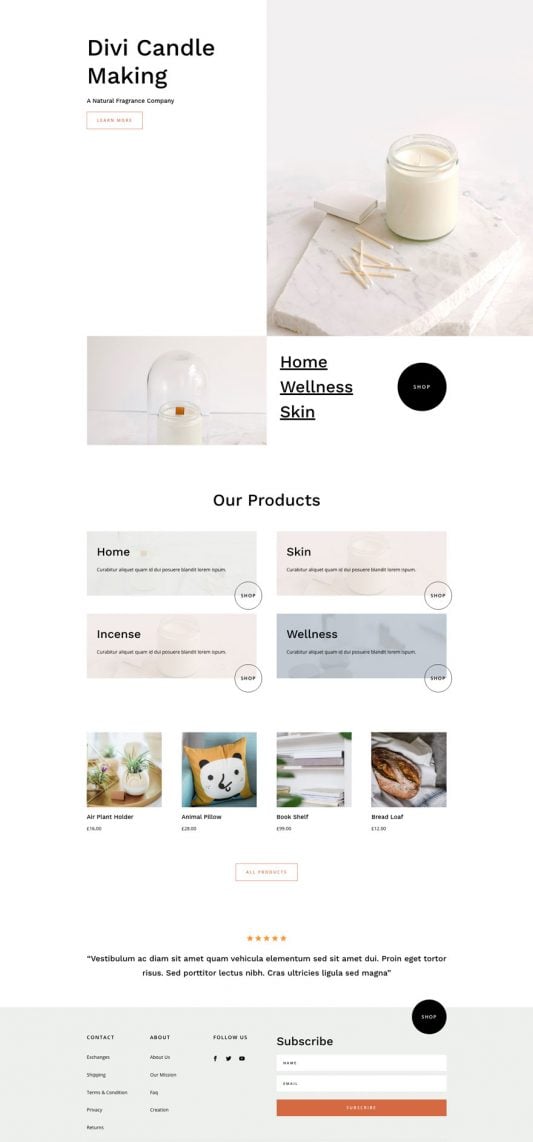 Divi Candle
Making
A Natural Fragrance Company
LEARN MORE
Home
Wellness
Skin
SHOP
Our Products
Home
Curabitur aliquet quam id dui posuere blandit lorem ispum.
SHOP
Skin
Curabitur aliquet quam id dui posuere blandit lorem ispum.
SHOP
Incense
Curabitur aliquet quam id dui posuere blandit lorem ispum.
SHOP
Wellness
Curabitur aliquet quam id dui posuere blandit lorem ispum.
SHOP
Air Plant Holder
£16.00
Animal Pillow
£28.00
Book Shelf
£99.00
Bread Loaf
£12.50
ALL PRODUCTS
“Vestibulum ac diam sit amet quam vehicula elementum sed sit amet dui. Proin eget tortor
risus. Sed porttitor lectus nibh. Cras ultricies ligula sed magna”
SHOP
CONTACT
Exchanges
Shipping
Terms & Condition
Privacy
Returns
ABOUT
About Us
Our Mission
Faq
Creation
FOLLOW US
Subscribe
NAME
EMAIL
SUBSCRIBE